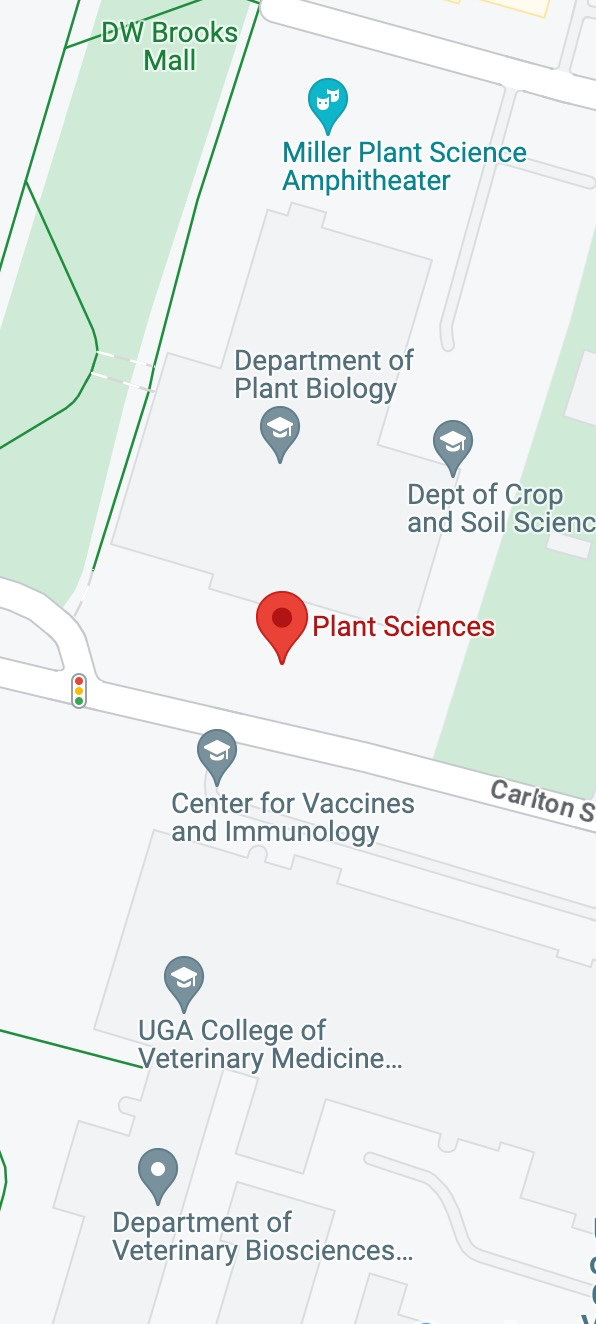 DW Brooks
Mall
Miller Plant Science
Amphitheater
Department of
Plant Biology
Dept of Crop
and Soil Scienc
Plant Sciences
Center for Vaccines
and Immunology
Carlton S
UGA College of
Veterinary Medicine...
Department of
Veterinary Biosciences...